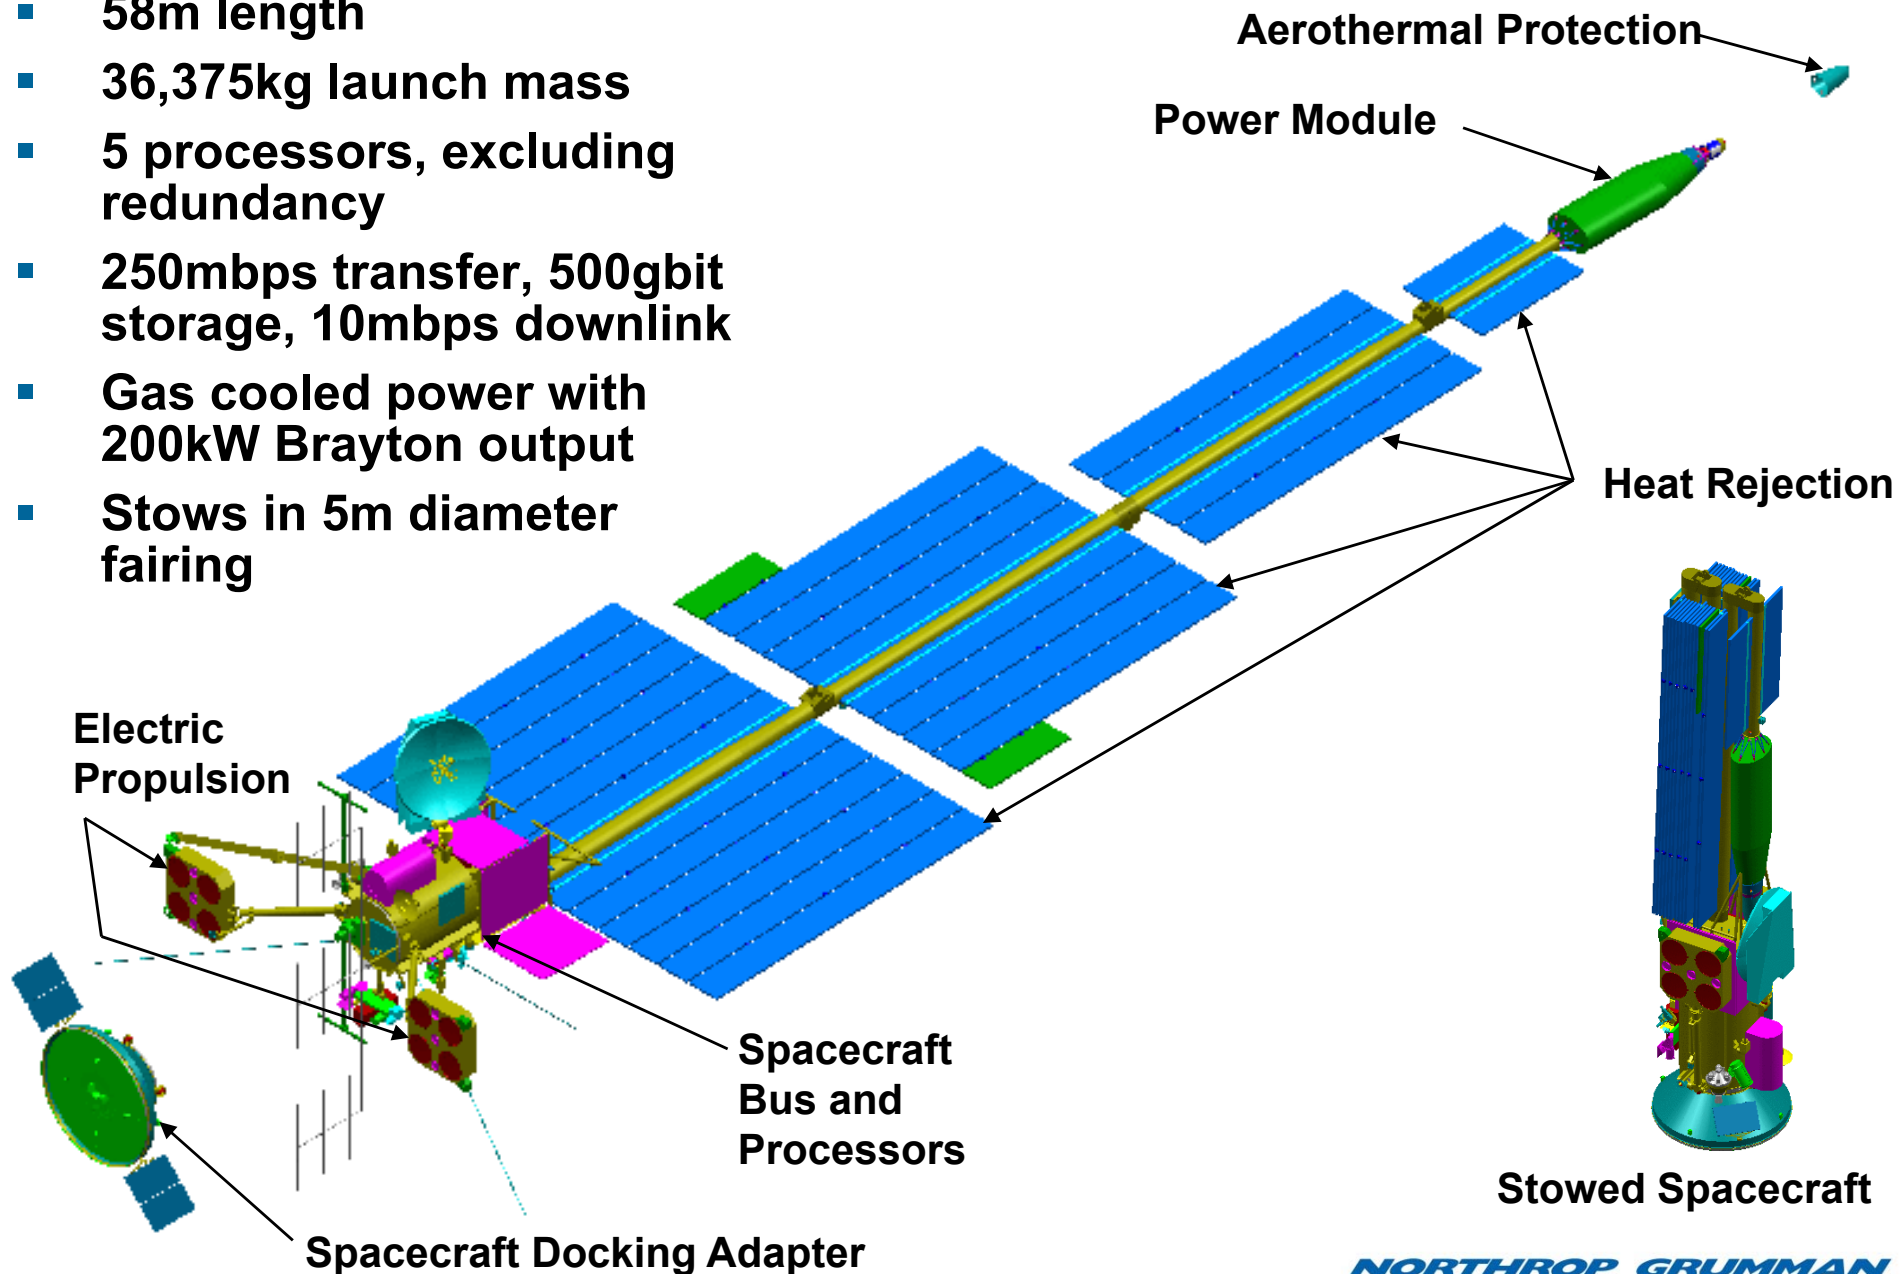 58m length
36,375kg launch mass
5 processors, excluding
redundancy
250mbps transfer, 500gbit
storage, 10mbps downlink
Gas cooled power with
200kW Brayton output
Stows in 5m diameter
fairing
Aerothermal Protection
Power Module
Heat Rejection
Electric
Propulsion
Spacecraft
Bus and
Processors
Spacecraft Docking Adapter
Stowed Spacecraft
NORTHROP GRUMMAN